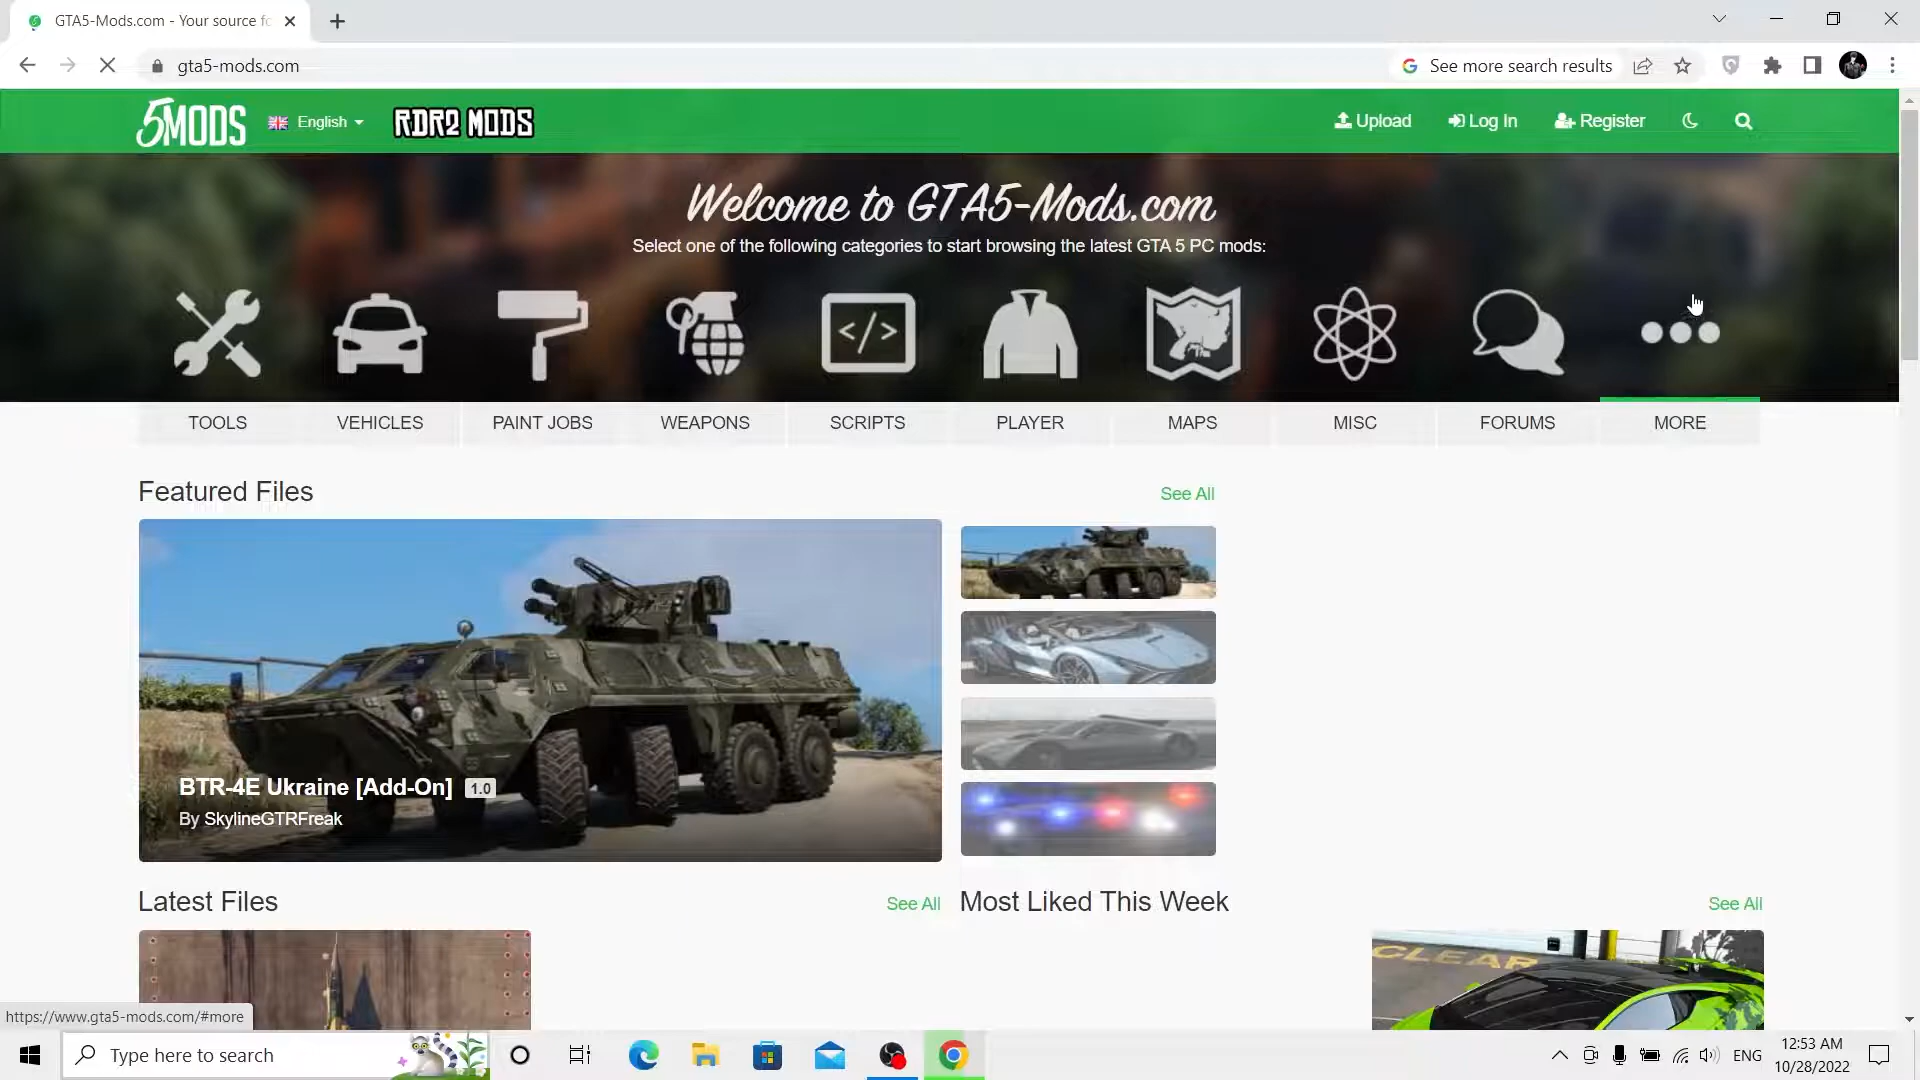 GTA5-Mods.com - Your source fo
gta5-mods.com
See more search results
5MODS
English
RDR2 MODS
Upload
Log In
Register
Welcome to GTA5-Mods.com
Select one of the following categories to start browsing the latest GTA 5 PC mods:
TOOLS
VEHICLES
PAINT JOBS
WEAPONS
SCRIPTS
PLAYER
MAPS
MISC
FORUMS
MORE
Featured Files
See All
BTR-4E Ukraine [Add-On] 1.0
By SkylineGTRFreak
Latest Files
See All
Most Liked This Week
See All
CLEAR
https://www.gta5-mods.com/#more
Type here to search
ENG
12:53 AM
10/28/2022